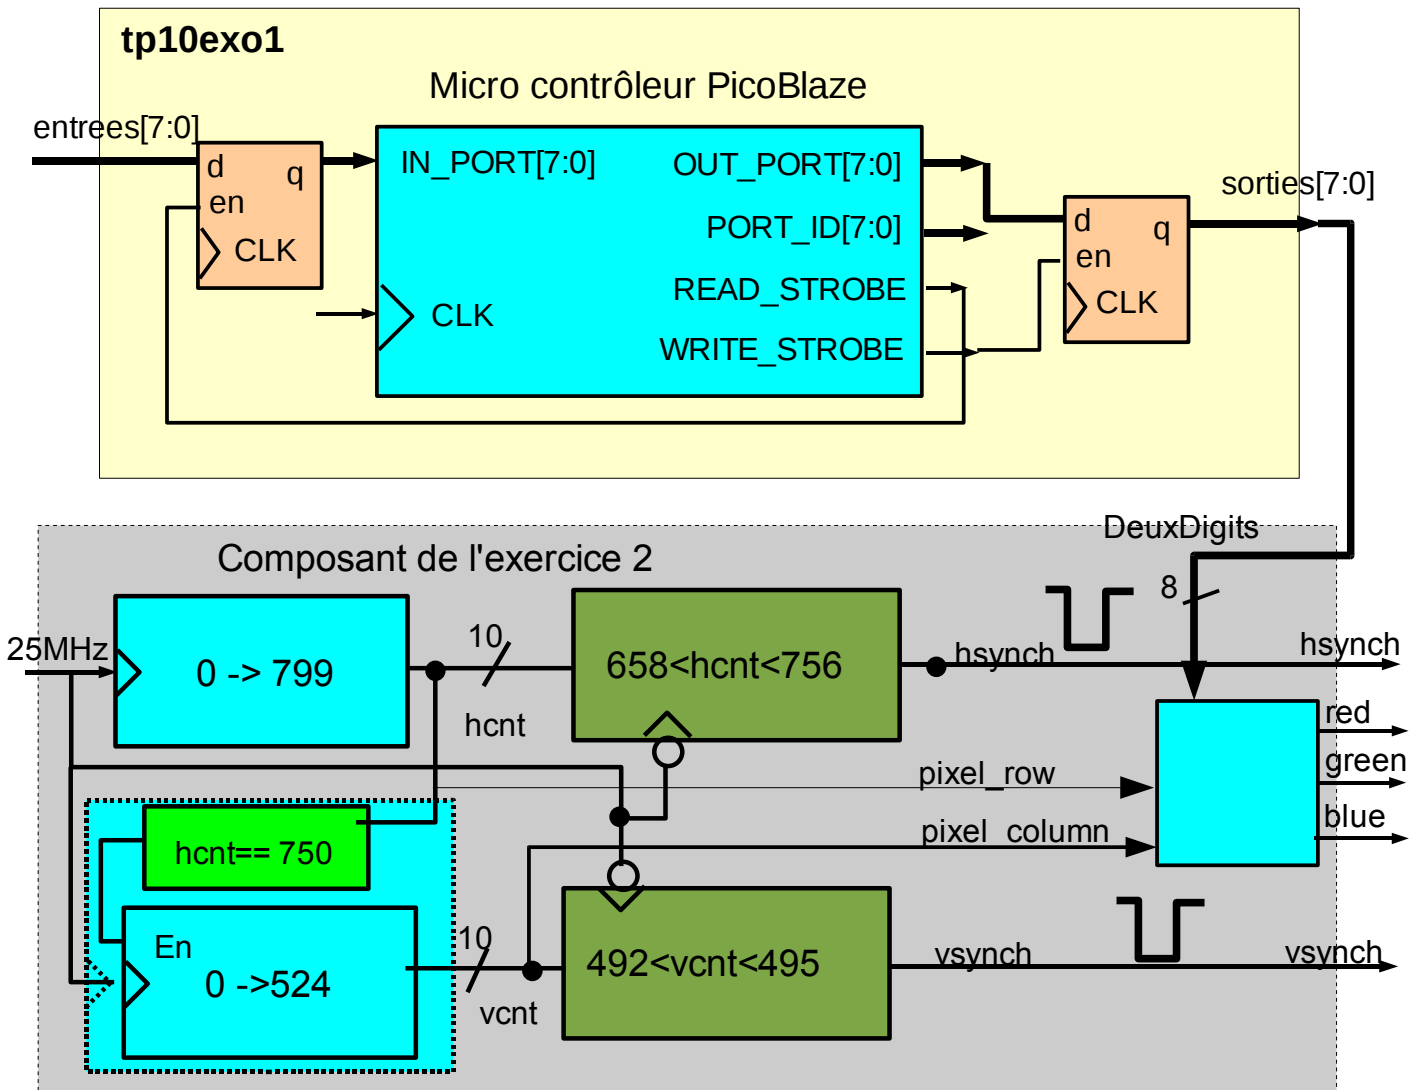 tp10exo1
Micro contrôleur PicoBlaze
entrees[7:0]
d
q
en
CLK
IN_PORT[7:0]
CLK
OUT_PORT[7:0]
PORT_ID[7:0]
READ_STROBE
WRITE_STROBE
d
q
en
CLK
sorties[7:0]
DeuxDigits
8
Composant de l'exercice 2
25MHz
0 -> 799
10
hcnt
658<hcnt<756
hsynch
hsynch
red
green
blue
pixel_row
pixel_column
hcnt== 750
En
0 ->524
10
vcnt
492<vcnt<495
vsynch
vsynch